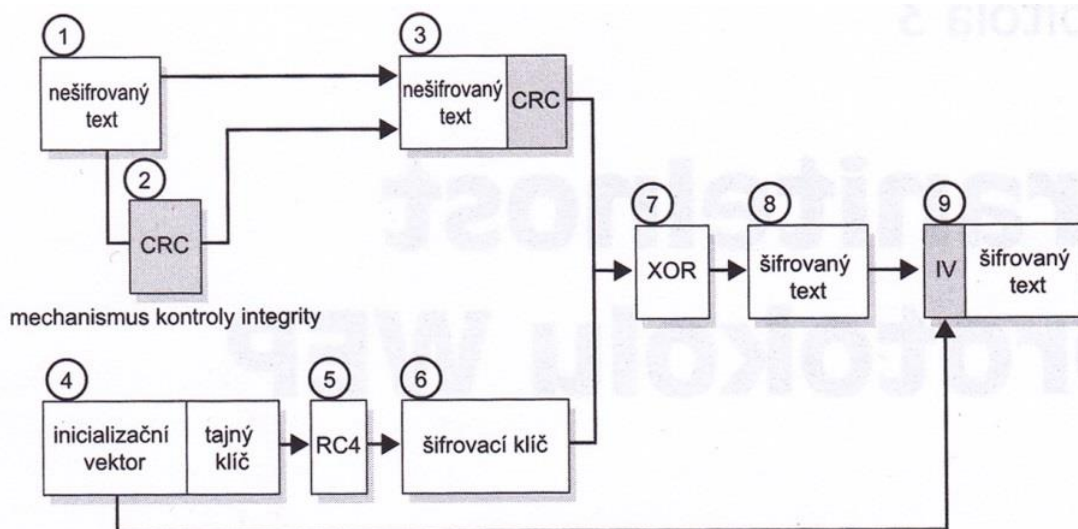 1
nešifrovaný
text
2
CRC
mechanismus kontroly integrity
3
nešifrovaný
text
CRC
4
inicializační
vektor
tajný
klíč
5
RC4
6
šifrovací klíč
7
XOR
8
šifrovaný
text
9
IV
šifrovaný
text